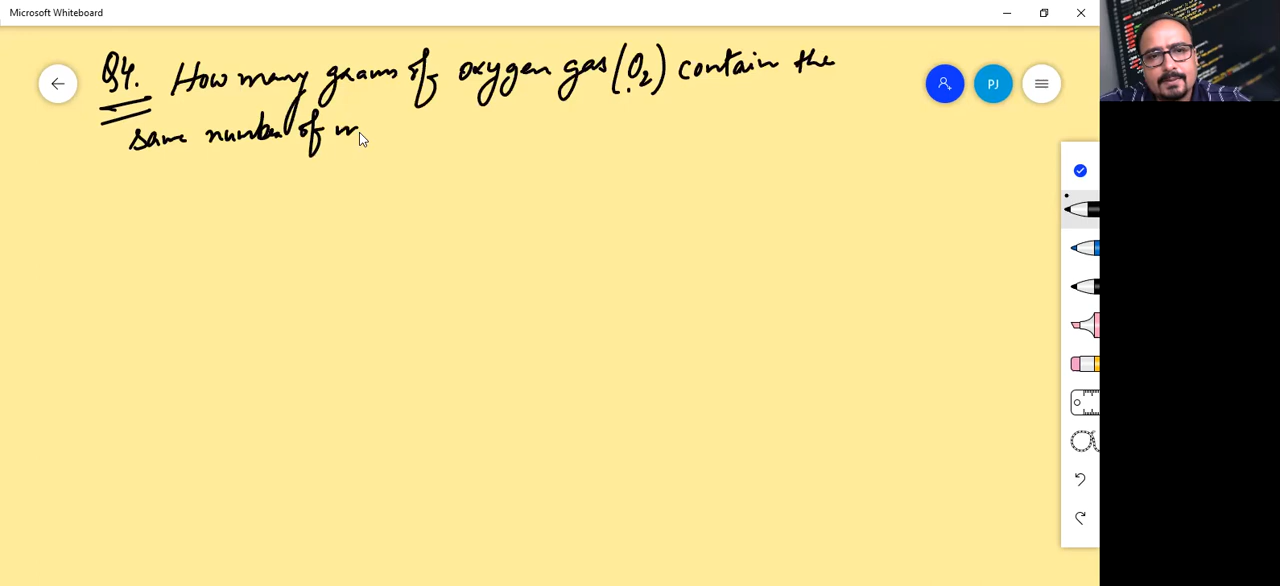 Microsoft Whiteboard
Q4. How many grams of oxygen gas (O2) contain the
PJ
same number of